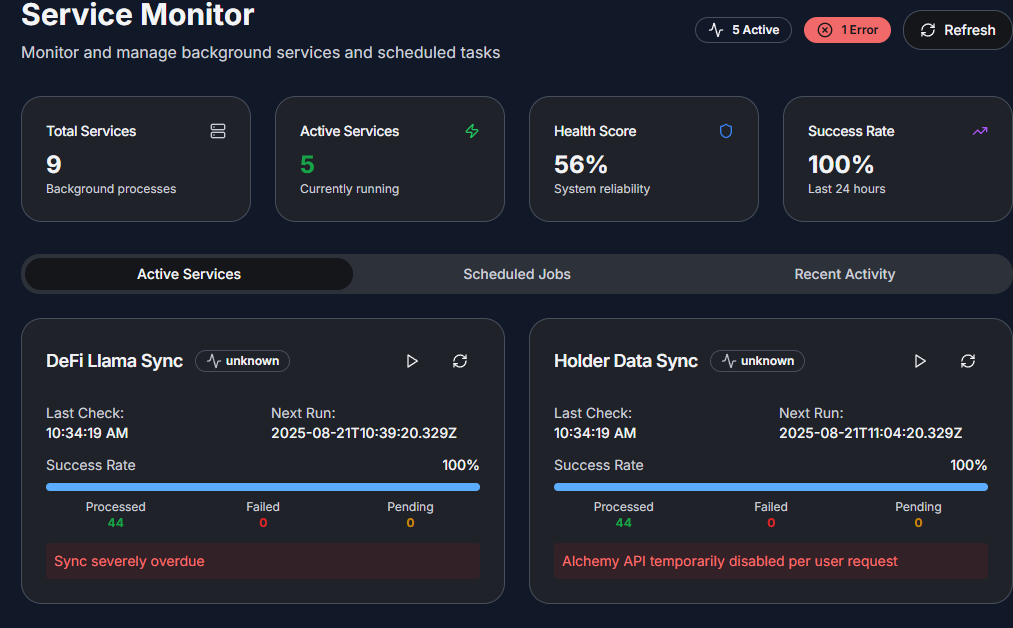 Service Monitor
Monitor and manage background services and scheduled tasks
5 Active
1 Error
Refresh
Total Services
9
Background processes
Active Services
5
Currently running
Health Score
56%
System reliability
Success Rate
100%
Last 24 hours
Active Services
Scheduled Jobs
Recent Activity
DeFi Llama Sync
unknown
Last Check:
10:34:19 AM
Next Run:
2025-08-21T10:39:20.329Z
Success Rate
100%
Processed
44
Failed
0
Pending
0
Sync severely overdue
Holder Data Sync
unknown
Last Check:
10:34:19 AM
Next Run:
2025-08-21T11:04:20.329Z
Success Rate
100%
Processed
44
Failed
0
Pending
0
Alchemy API temporarily disabled per user request